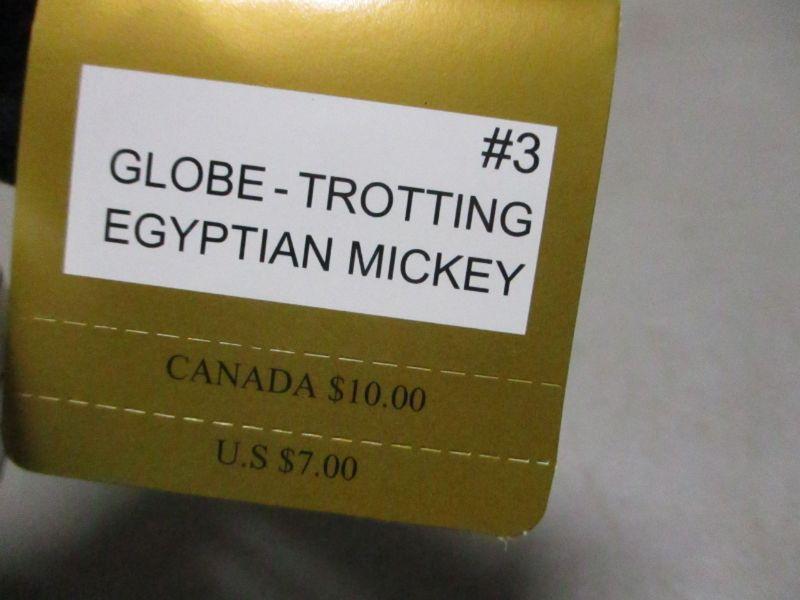 #3
GLOBE - TROTTING
EGYPTIAN MICKEY
CANADA $10.00
U.S $7.00